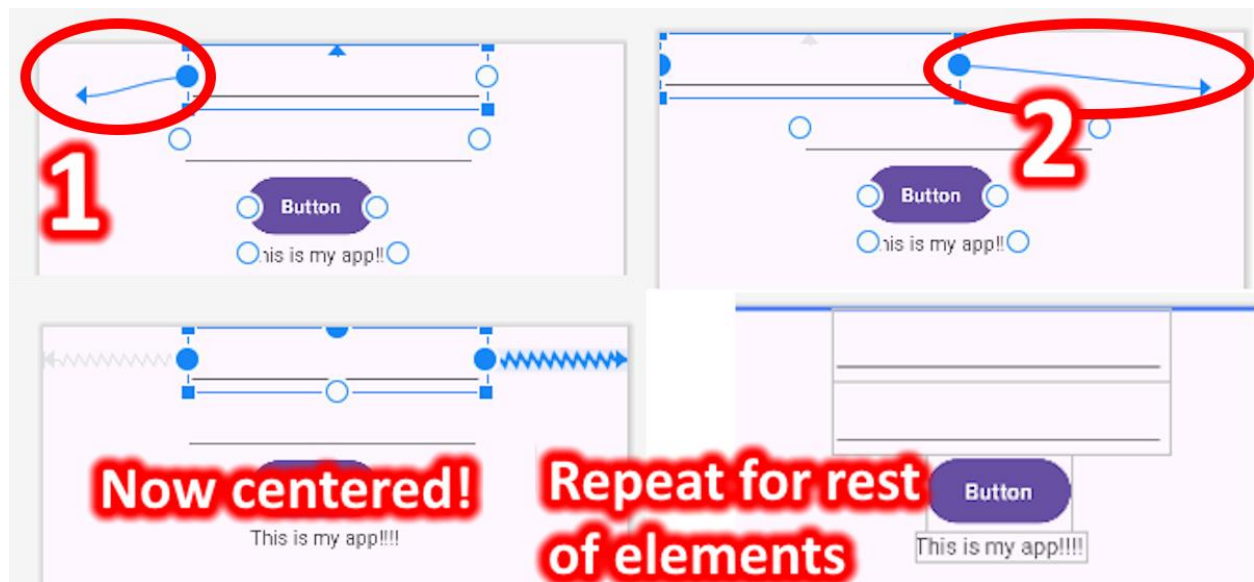 1
Button
his is my app!!
2
Button
his is my app!!
Now centered!
This is my app!!!!
Repeat for rest
of elements
Button
This is my app!!!!